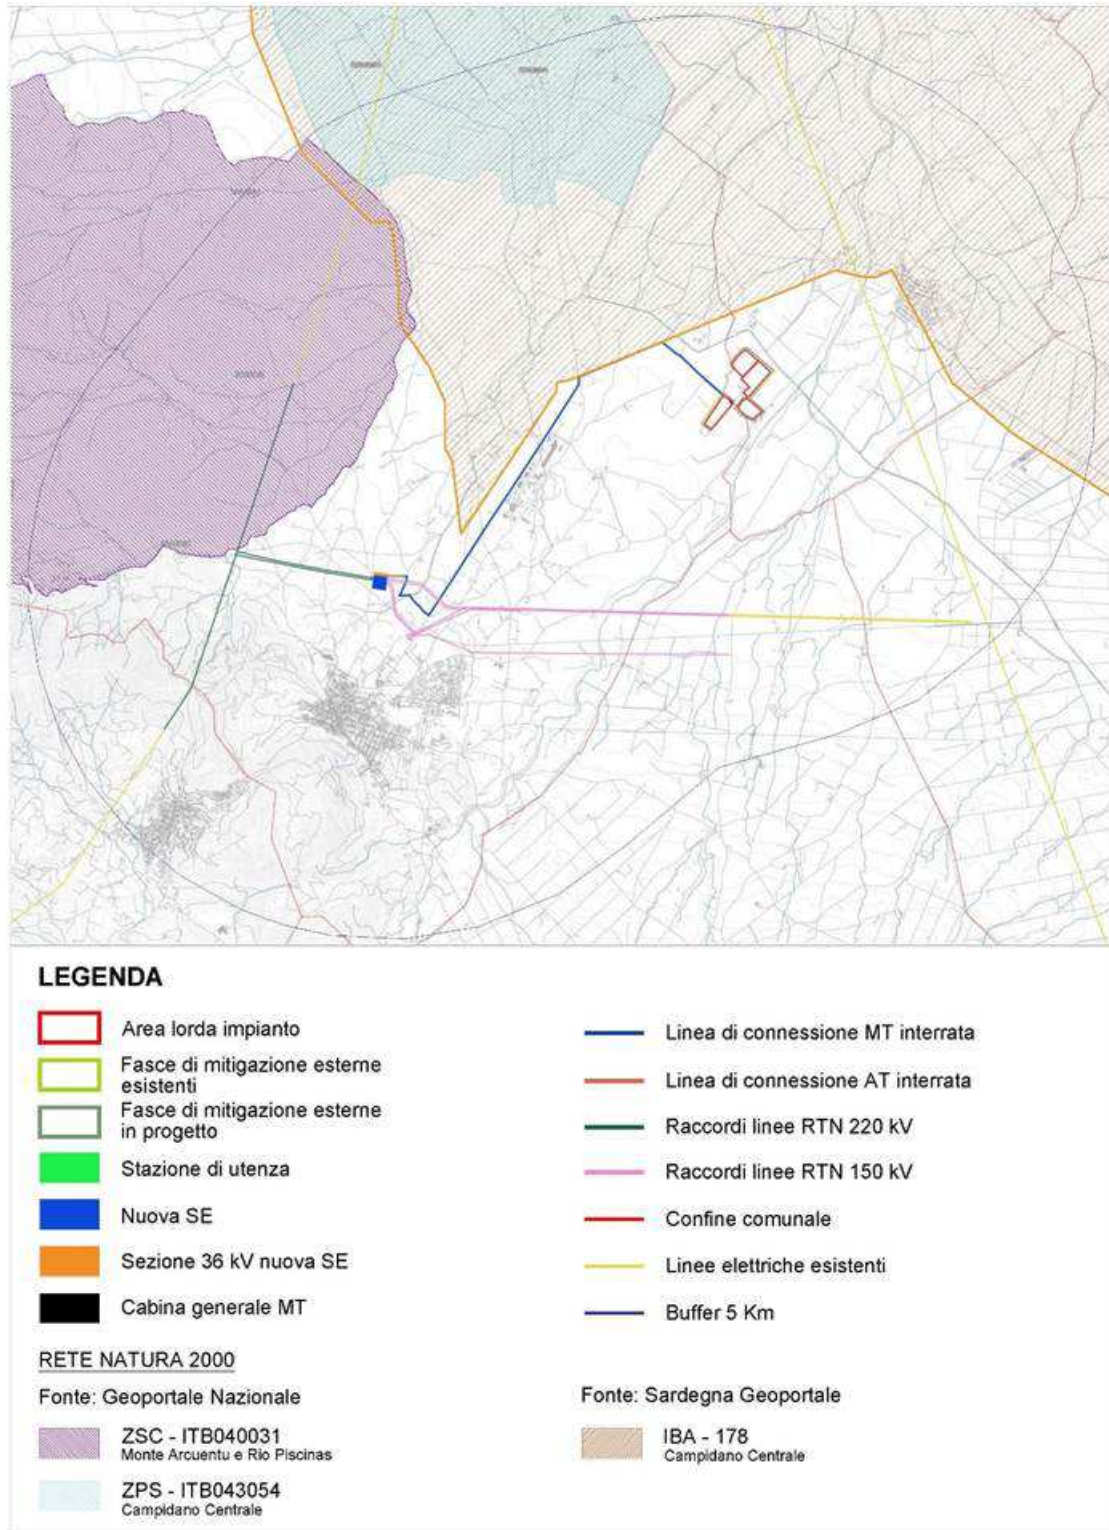 LEGENDA
Area lorda impianto
Fasce di mitigazione esterne
esistenti
Fasce di mitigazione esterne
in progetto
Stazione di utenza
Nuova SE
Sezione 36 kV nuova SE
Cabina generale MT
Linea di connessione MT interrata
Linea di connessione AT interrata
Raccordi linee RTN 220 kV
Raccordi linee RTN 150 kV
Confine comunale
Linee elettriche esistenti
Buffer 5 Km
RETE NATURA 2000
Fonte: Geoportale Nazionale
ZSC - ITB040031
Monte Arcuentu e Rio Piscinas
ZPS - ITB043054
Campidano Centrale
Fonte: Sardegna Geoportale
IBA - 178
Campidano Centrale